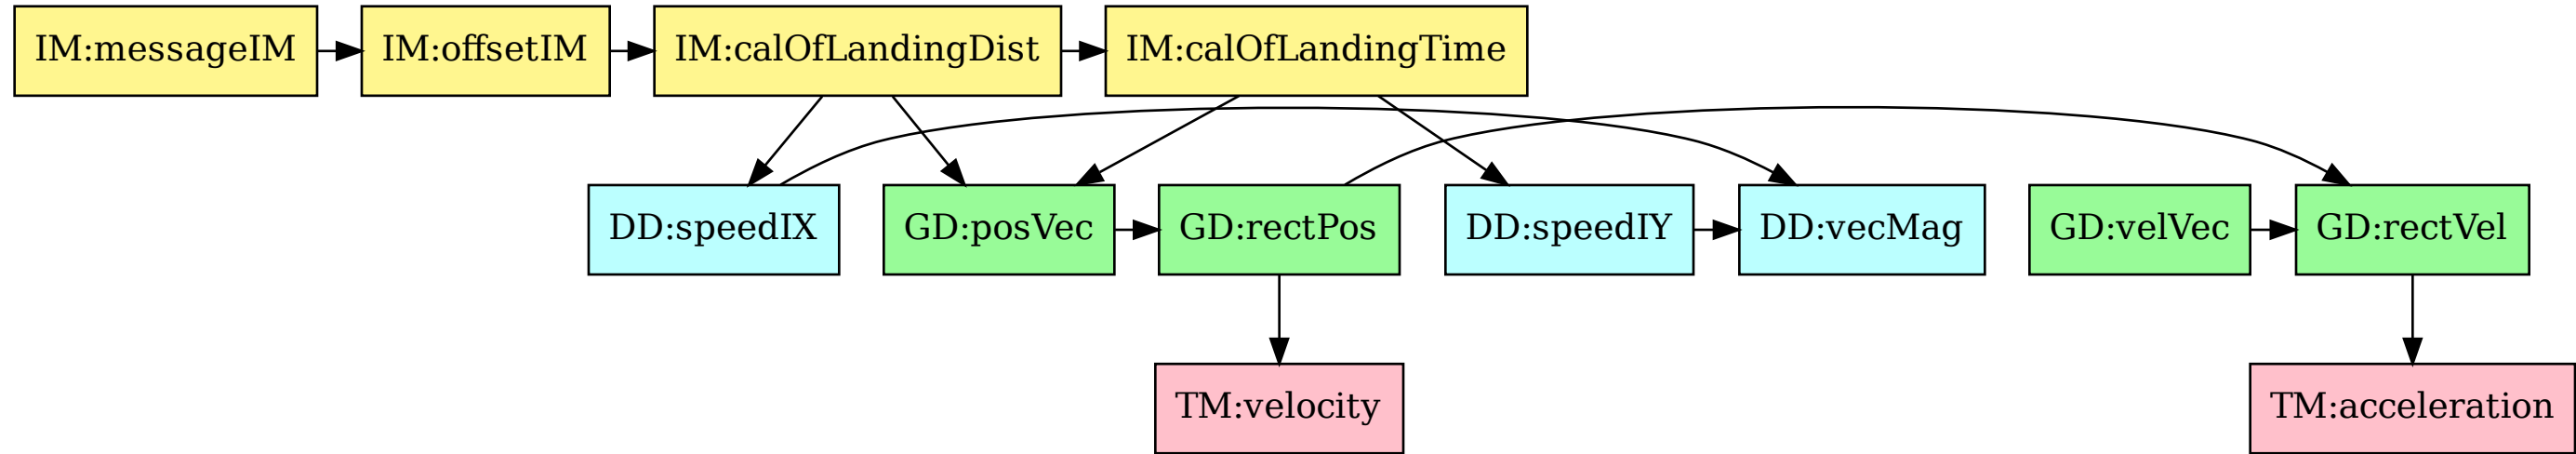 IM:messageIM
IM:offsetIM
IM:calOfLandingDist
IM:calOfLandingTime
DD:speedIX
GD:posVec
GD:rectPos
DD:speedIY
DD:vecMag
GD:velVec
GD:rectVel
TM:velocity
TM:acceleration